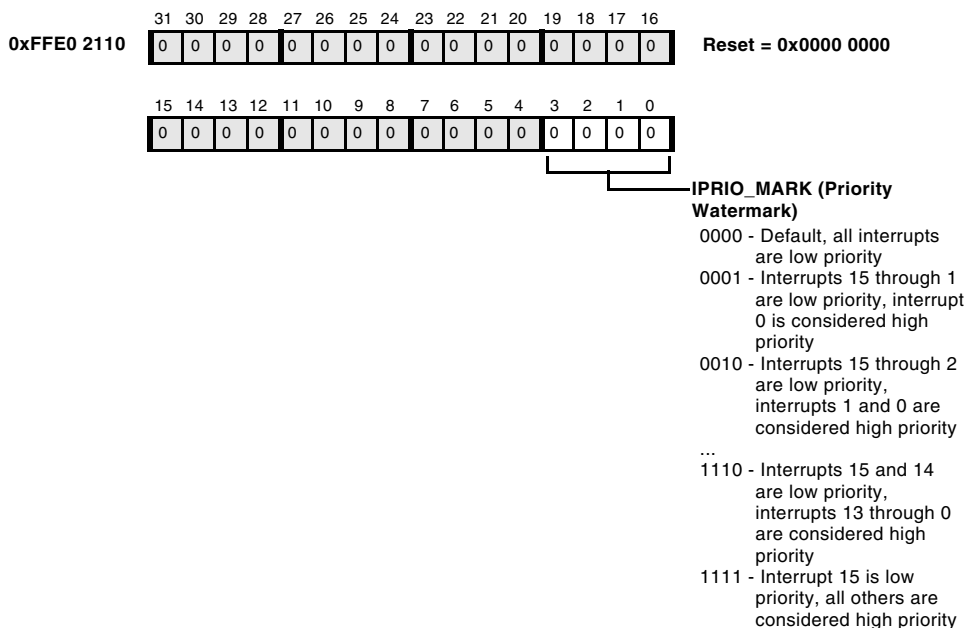 31 30 29 28 27 26 25 24 23 22 21 20 19 18 17 16
0xFFE0 2110 0 0 0 0 0 0 0 0 0 0 0 0 0 0 0 0 Reset = 0x0000 0000
15 14 13 12 11 10 9 8 7 6 5 4 3 2 1 0
0 0 0 0 0 0 0 0 0 0 0 0 0 0 0 0
IPRIO_MARK (Priority
Watermark)
0000 - Default, all interrupts
are low priority
0001 - Interrupts 15 through 1
are low priority, interrupt
0 is considered high
priority
0010 - Interrupts 15 through 2
are low priority,
interrupts 1 and 0 are
considered high priority
...
1110 - Interrupts 15 and 14
are low priority,
interrupts 13 through 0
are considered high
priority
1111 - Interrupt 15 is low
priority, all others are
considered high priority